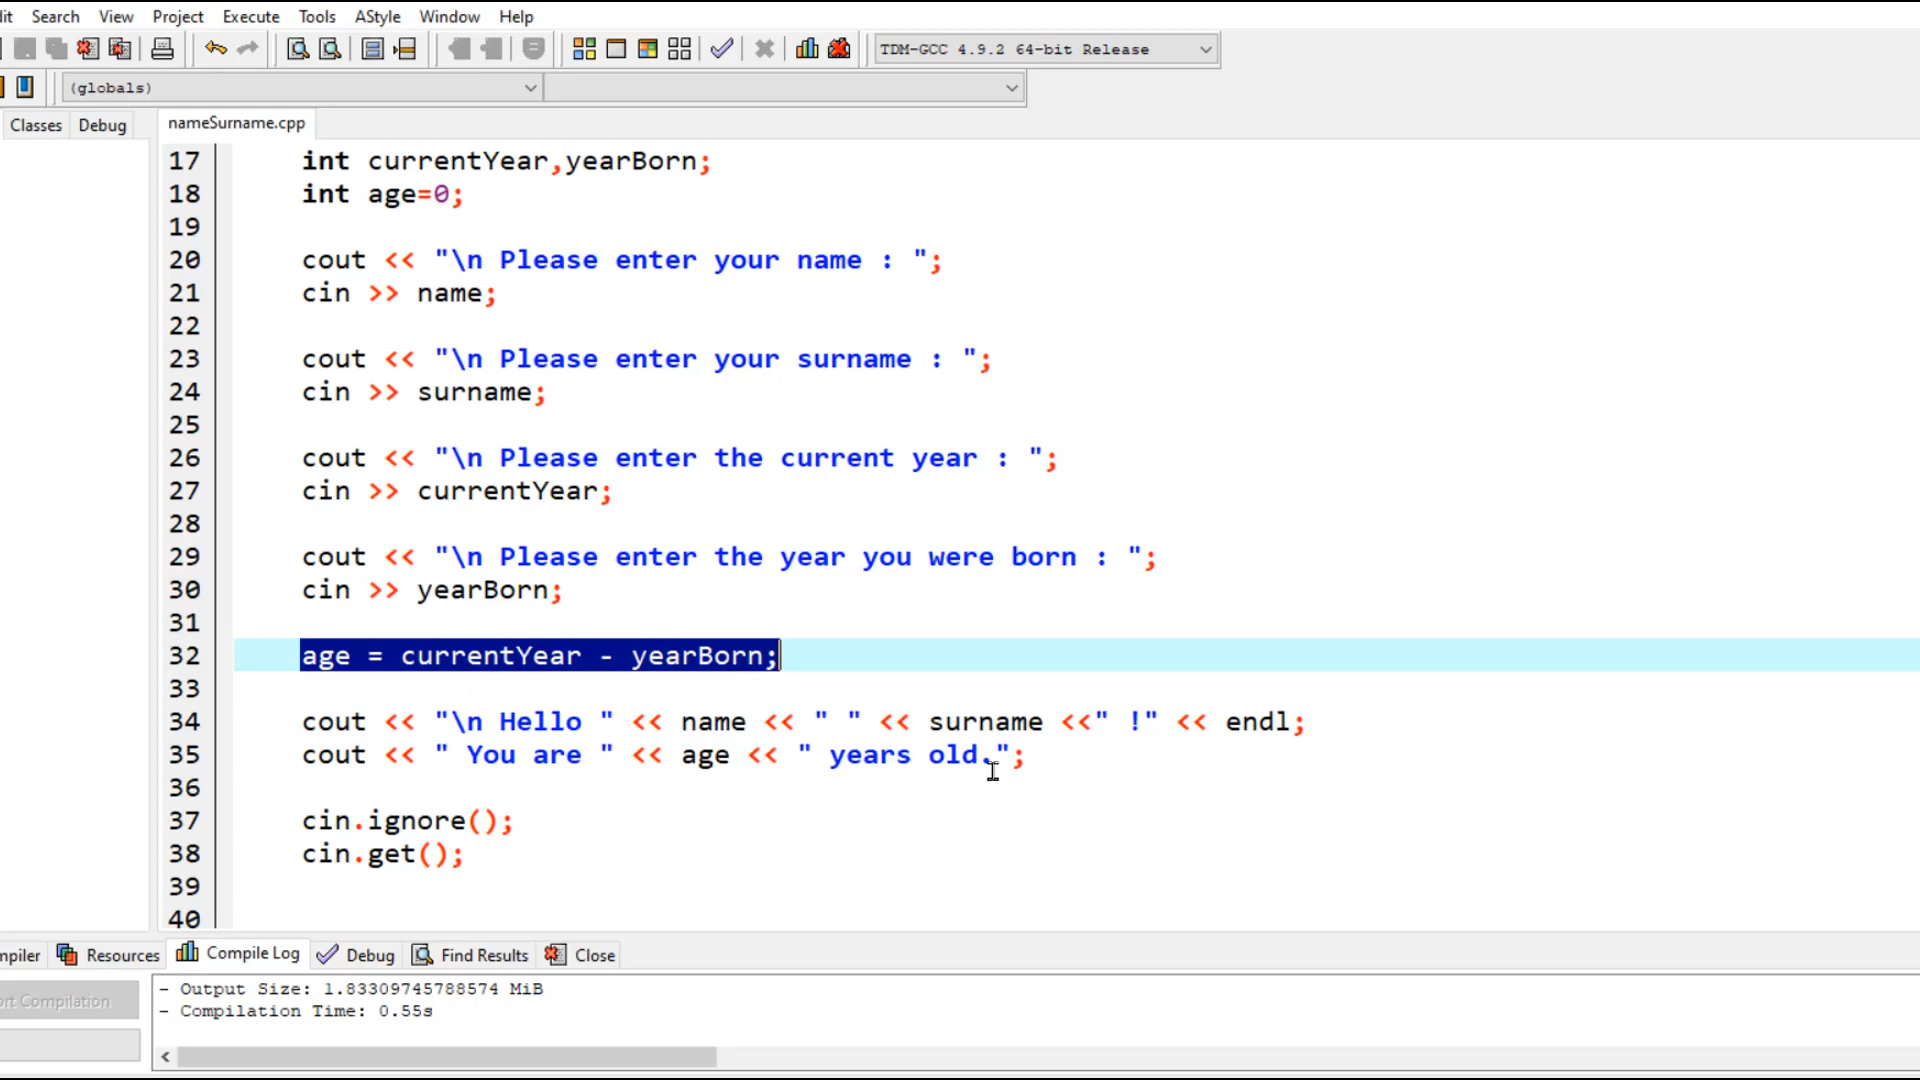 Search View Project Execute Tools AStyle Window Help
TDM-GCC 4.9.2 64-bit Release
(globals)
Classes Debug nameSurname.cpp
17 int currentYear,yearBorn;
18 int age=0;
19
20 cout << "\n Please enter your name : ";
21 cin >> name;
22
23 cout << "\n Please enter your surname : ";
24 cin >> surname;
25
26 cout << "\n Please enter the current year : ";
27 cin >> currentYear;
28
29 cout << "\n Please enter the year you were born : ";
30 cin >> yearBorn;
31
32 age = currentYear - yearBorn;
33
34 cout << "\n Hello " << name << " " << surname <<" !" << endl;
35 cout << " You are " << age << " years old.";
36
37 cin.ignore();
38 cin.get();
39
40
mpiler Resources Compile Log Debug Find Results Close
ort Compilation
- Output Size: 1.83309745788574 MiB
- Compilation Time: 0.55s